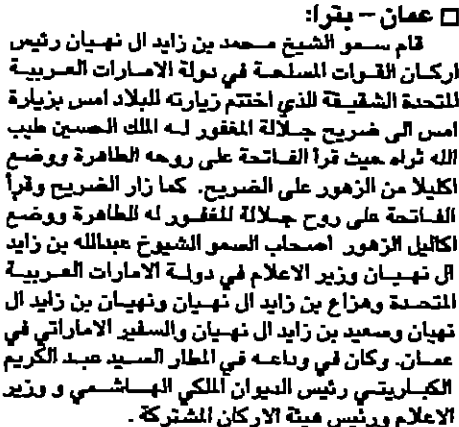 □ عمان – بترا:
قام سمو الشيخ محمد بن زايد ال نهيان رئيس
اركان القوات المسلحة في دولة الامارات العربية
المتحدة الشقيقة الذي اختتم زيارته للبلاد امس بزيارة
امس الى ضريح جلالة المغفور له الملك الحسين طيب
الله ثراه حيث قرأ الفاتحة على روحه الطاهرة ووضع
اكليلا من الزهور على الضريح. كما زار الضريح وقرأ
الفاتحة على روح جلالة المغفور له الطاهرة ووضع
اكاليل الزهور اصحاب السمو الشيوخ عبدالله بن زايد
ال نهيان وزير الاعلام في دولة الامارات العربية
المتحدة وهزاع بن زايد ال نهيان ونهيان بن زايد ال
نهيان وسعيد بن زايد ال نهيان والسفير الاماراتي في
عمان. وكان في وداعه في المطار السيد عبد الكريم
الكباريتي رئيس الديوان الملكي الهاشمي و وزير
الاعلام ورئيس هيئة الاركان المشتركة .